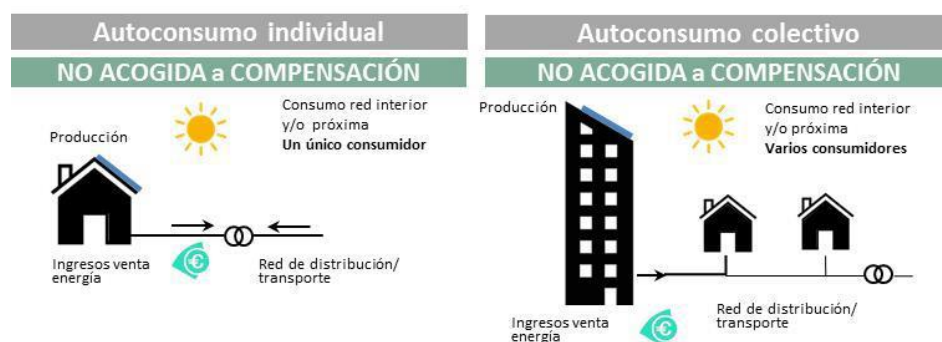 Autoconsumo individual
NO ACOGIDA a COMPENSACIÓN
Consumo red interior
y/o próxima
Un único consumidor
Producción
Ingresos venta
energía
Red de distribución/
transporte
Autoconsumo colectivo
NO ACOGIDA a COMPENSACIÓN
Producción
Consumo red interior
y/o próxima
Varios consumidores
Ingresos venta
energía
Red de distribución/
transporte